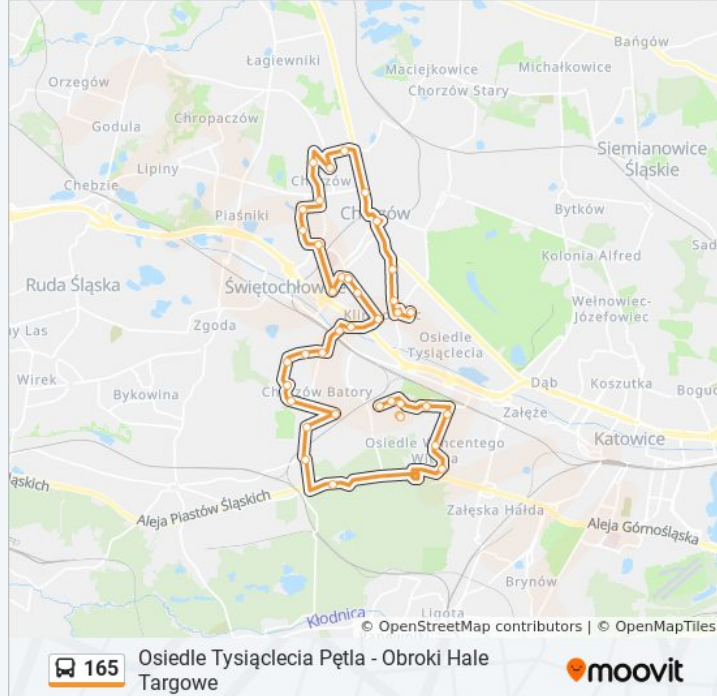 Bańgów
Łagiewniki
Maciejkowice
Michałkowice
Orzegów
Chorzów Stary
Chropaczów
Godula
Siemianowice
Śląskie
Lipiny
Chebzie
Chorzów
Bytków
Piaśniki
Chorzów
Kolonia Alfred
Ruda Śląska
Świętochłowice
Wełnowiec-
Józefowiec
Zgoda
Osiedle
Tysiąclecia
Wirek
Dąb
Koszutka
Bykowina
Chorzów Batory
Załęże
Katowice
Osiedle Wincentego
Witosa
Aleja Piastów Śląskich
Załęska Hałda
Aleja Górnośląska
Brynów
Kłodnica
Ligota
© OpenStreetMap contributors | © OpenMapTiles
165
Osiedle Tysiąclecia Pętla - Obroki Hale
Targowe
moovit